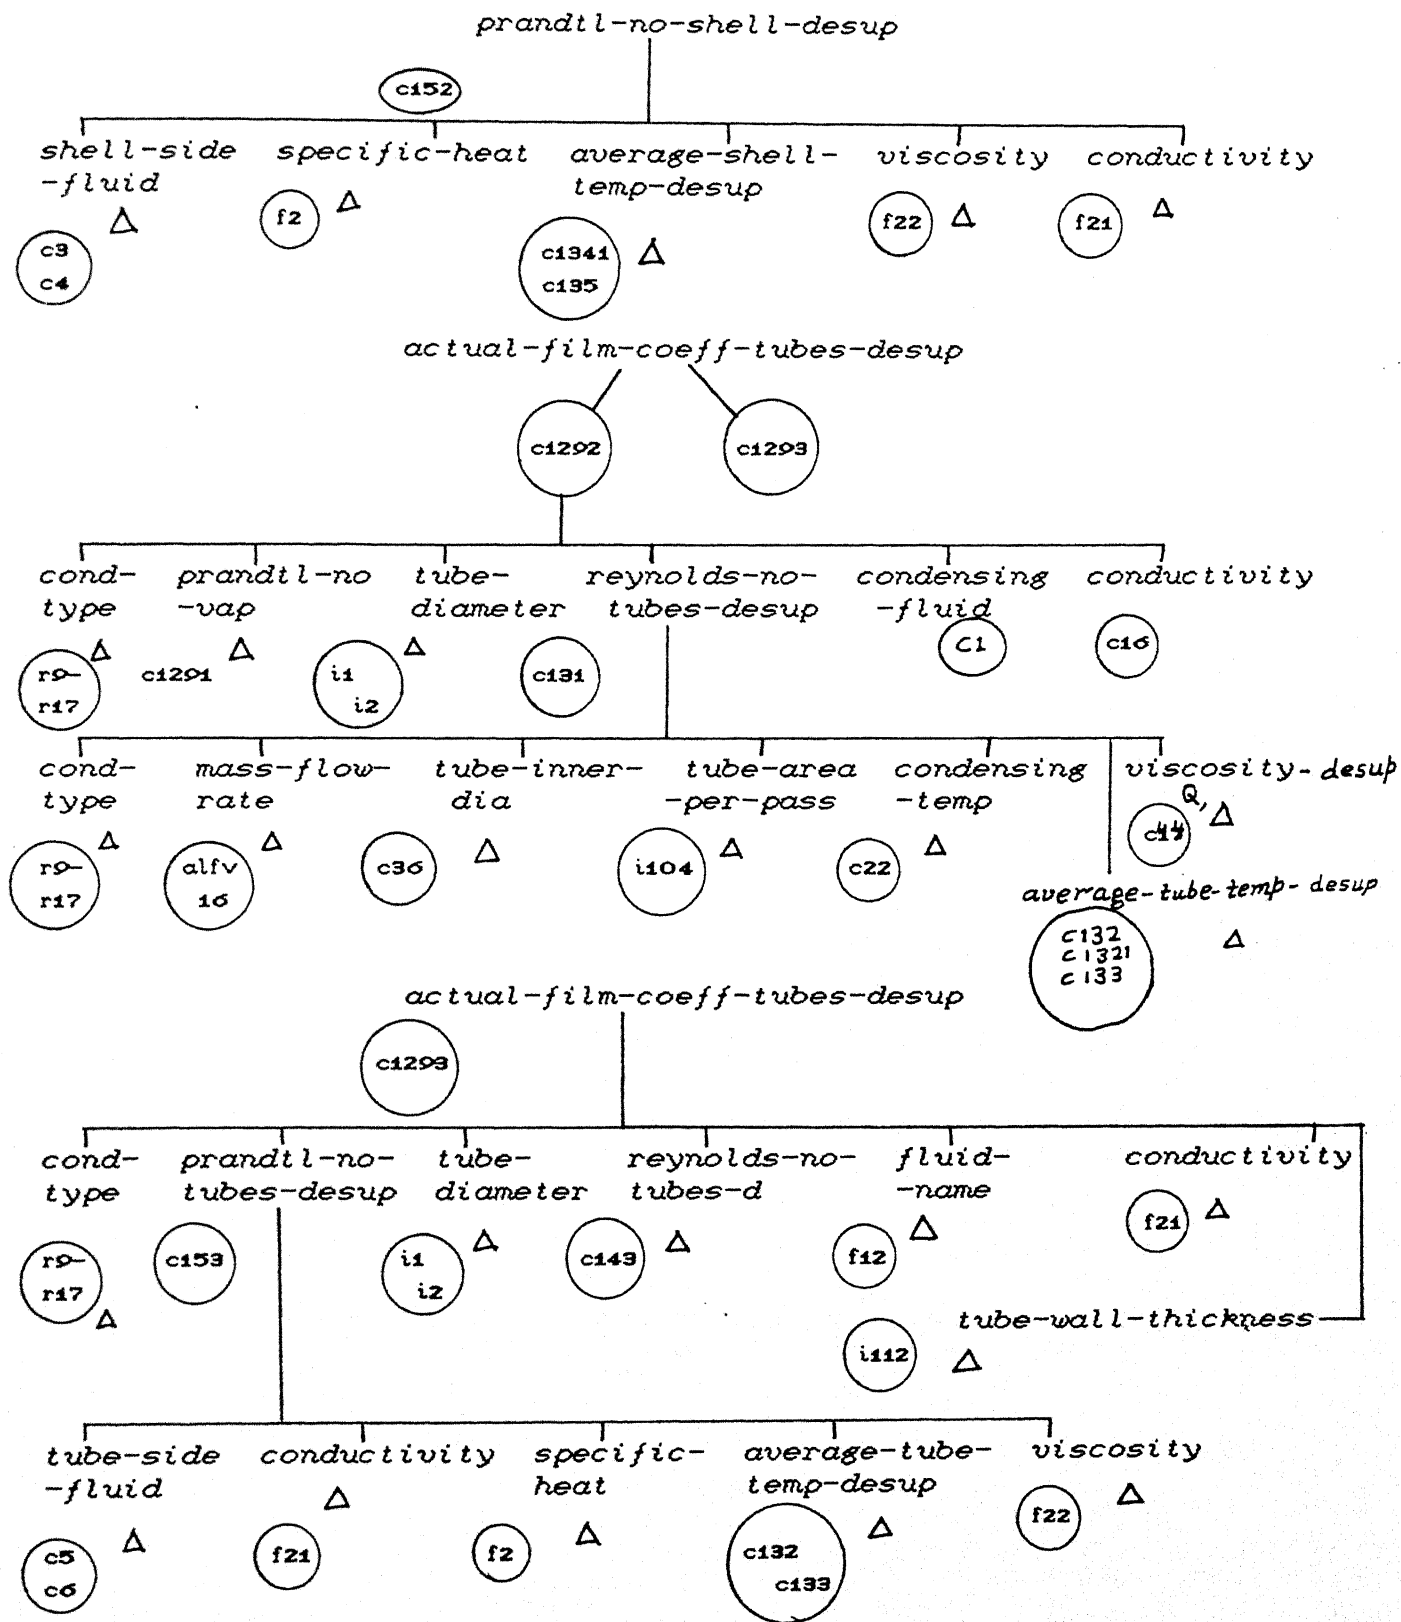 prandtl-no-shell-desup
c152
shell-side specific-heat average-shell- viscosity conductivity
-fluid temp-desup
f2 f22 f21
c3 c1341
c4 c135
actual-film-coeff-tubes-desup
c1292 c1293
cond- prandtl-no tube- reynolds-no- condensing conductivity
type -vap diameter tubes-desup -fluid
C1 c16
r9- c1291 i1 c131
r17 i2
cond- mass-flow- tube-inner- tube-area condensing viscosity-desup
type rate dia -per-pass -temp
r9- alfv c36 i104 c22
r17 16
average-tube-temp-desup
c132
c1321
c133
actual-film-coeff-tubes-desup
c1293
cond- prandtl-no- tube- reynolds-no- fluid- conductivity
type tubes-desup diameter tubes-d -name
f21
r9- c153 i1 c143 f12
r17 i2
tube-wall-thickness
i112
tube-side conductivity specific- average-tube- viscosity
-fluid heat temp-desup
f22
c5 f21 f2 c132
c6 c133